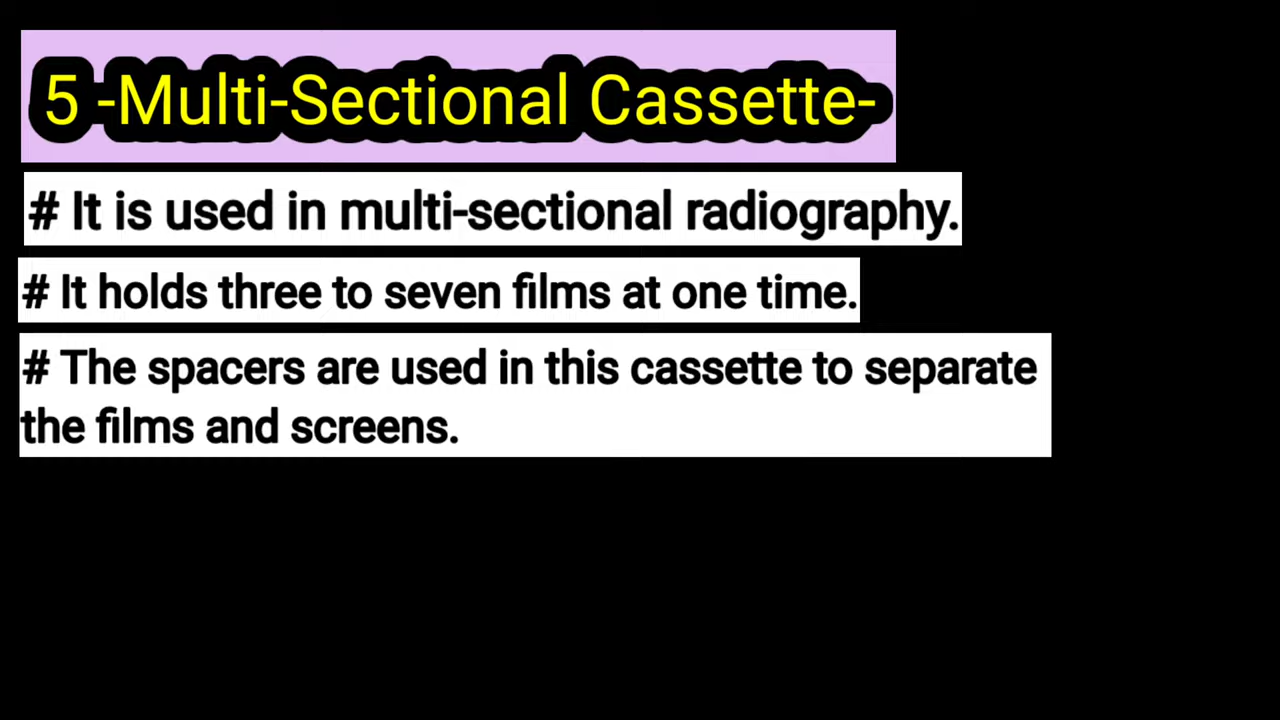 5 -Multi-Sectional Cassette-
# It is used in multi-sectional radiography.
# It holds three to seven films at one time.
# The spacers are used in this cassette to separate
the films and screens.